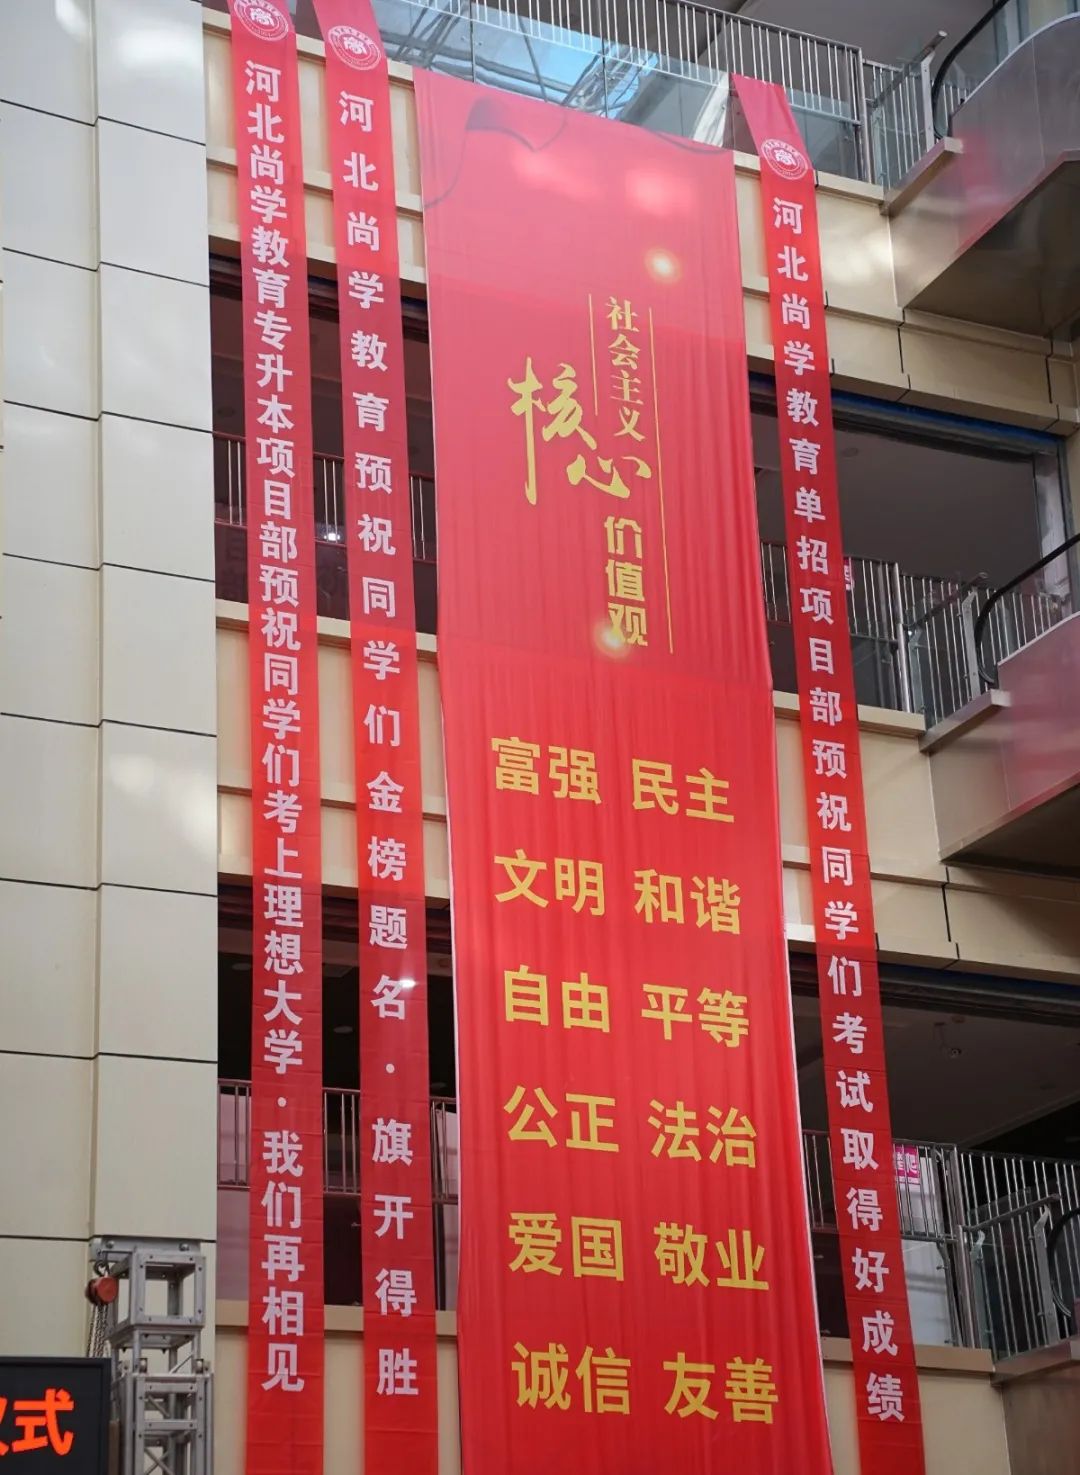 河北尚学教育专升本项目部预祝同学们考上理想大学·我们再相见
河北尚学教育预祝同学们金榜题名·旗开得胜
社会主义
核心
价值观
富强 民主
文明 和谐
自由 平等
公正 法治
爱国 敬业
诚信 友善
河北尚学教育单招项目部预祝同学们考试取得好成绩
仪式